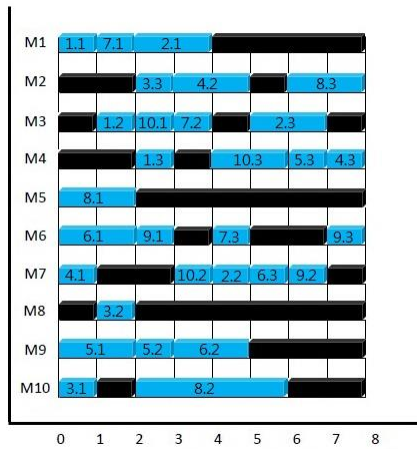 M1 1.1 7.1 2.1
M2 3.3 4.2 8.3
M3 1.2 10.1 7.2 2.3
M4 1.3 10.3 5.3 4.3
M5 8.1
M6 6.1 9.1 7.3 9.3
M7 4.1 10.2 2.2 6.3 9.2
M8 3.2
M9 5.1 5.2 6.2
M10 3.1 8.2
0 1 2 3 4 5 6 7 8